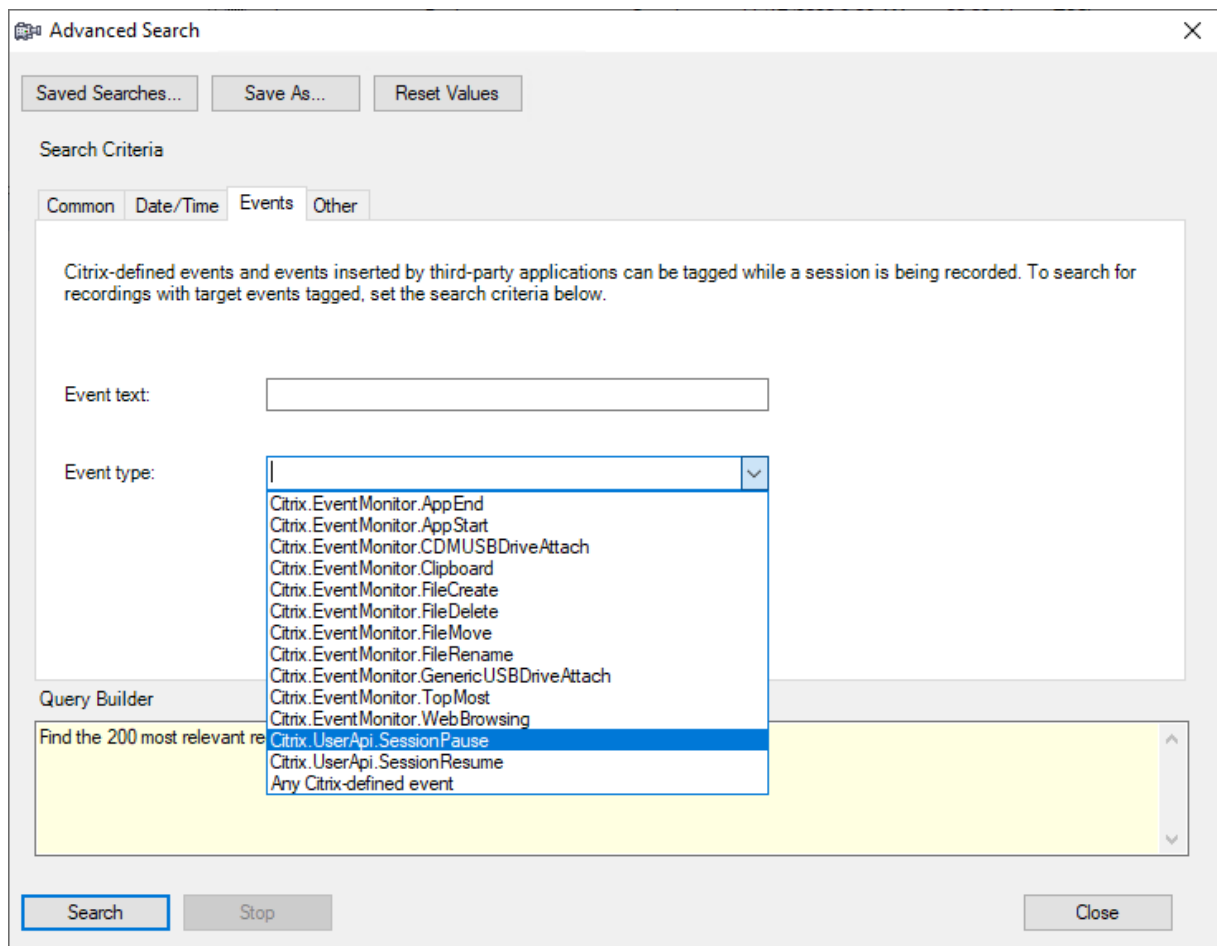 Advanced Search
Saved Searches...
Save As...
Reset Values
Search Criteria
Common
Date/Time
Events
Other
Citrix-defined events and events inserted by third-party applications can be tagged while a session is being recorded. To search for
recordings with target events tagged, set the search criteria below.
Event text:
Event type:
Citrix.EventMonitor.AppEnd
Citrix.EventMonitor.AppStart
Citrix.EventMonitor.CDMUSBDriveAttach
Citrix.EventMonitor.Clipboard
Citrix.EventMonitor.FileCreate
Citrix.EventMonitor.FileDelete
Citrix.EventMonitor.FileMove
Citrix.EventMonitor.FileRename
Citrix.EventMonitor.GenericUSBDriveAttach
Citrix.EventMonitor.TopMost
Citrix.EventMonitor.WebBrowsing
Citrix.UserApi.SessionPause
Citrix.UserApi.SessionResume
Any Citrix-defined event
Query Builder
Find the 200 most relevant re
Search
Stop
Close